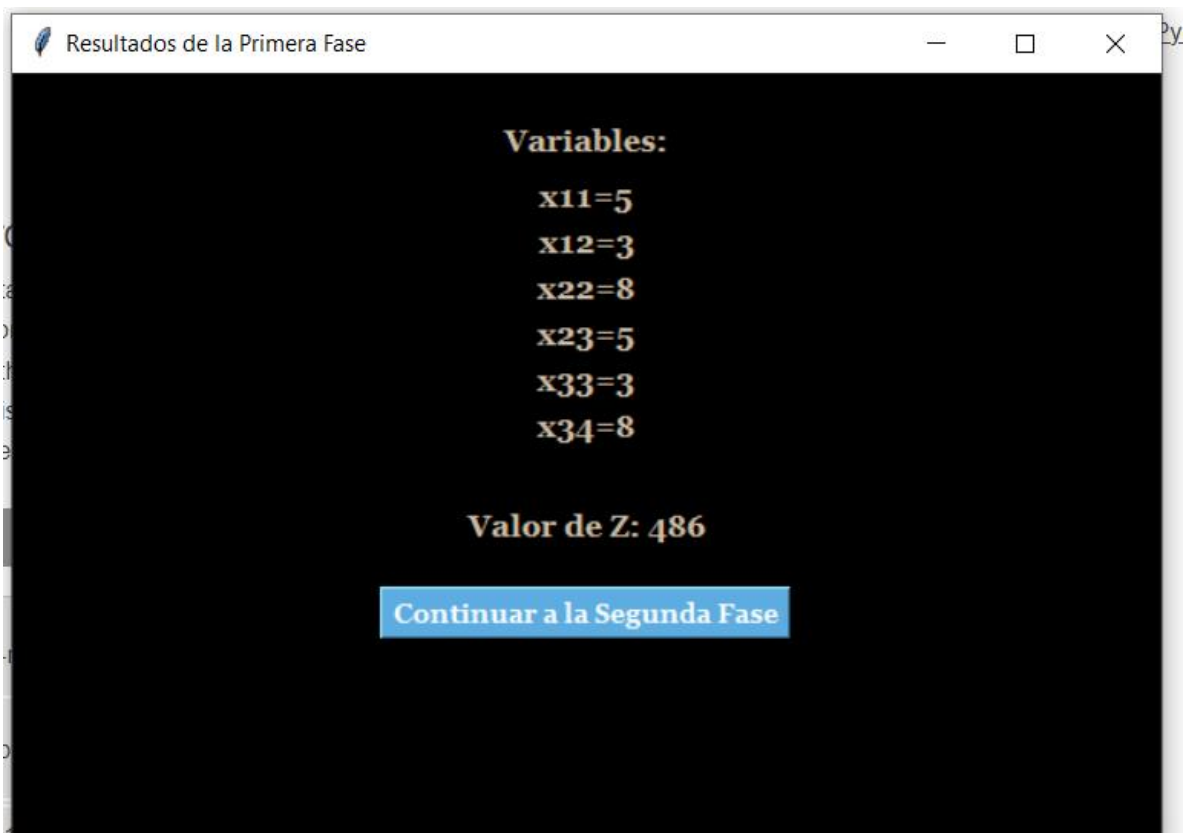 Resultados de la Primera Fase
Py
Variables:
x11=5
x12=3
x22=8
x23=5
x33=3
x34=8
Valor de Z: 486
Continuar a la Segunda Fase